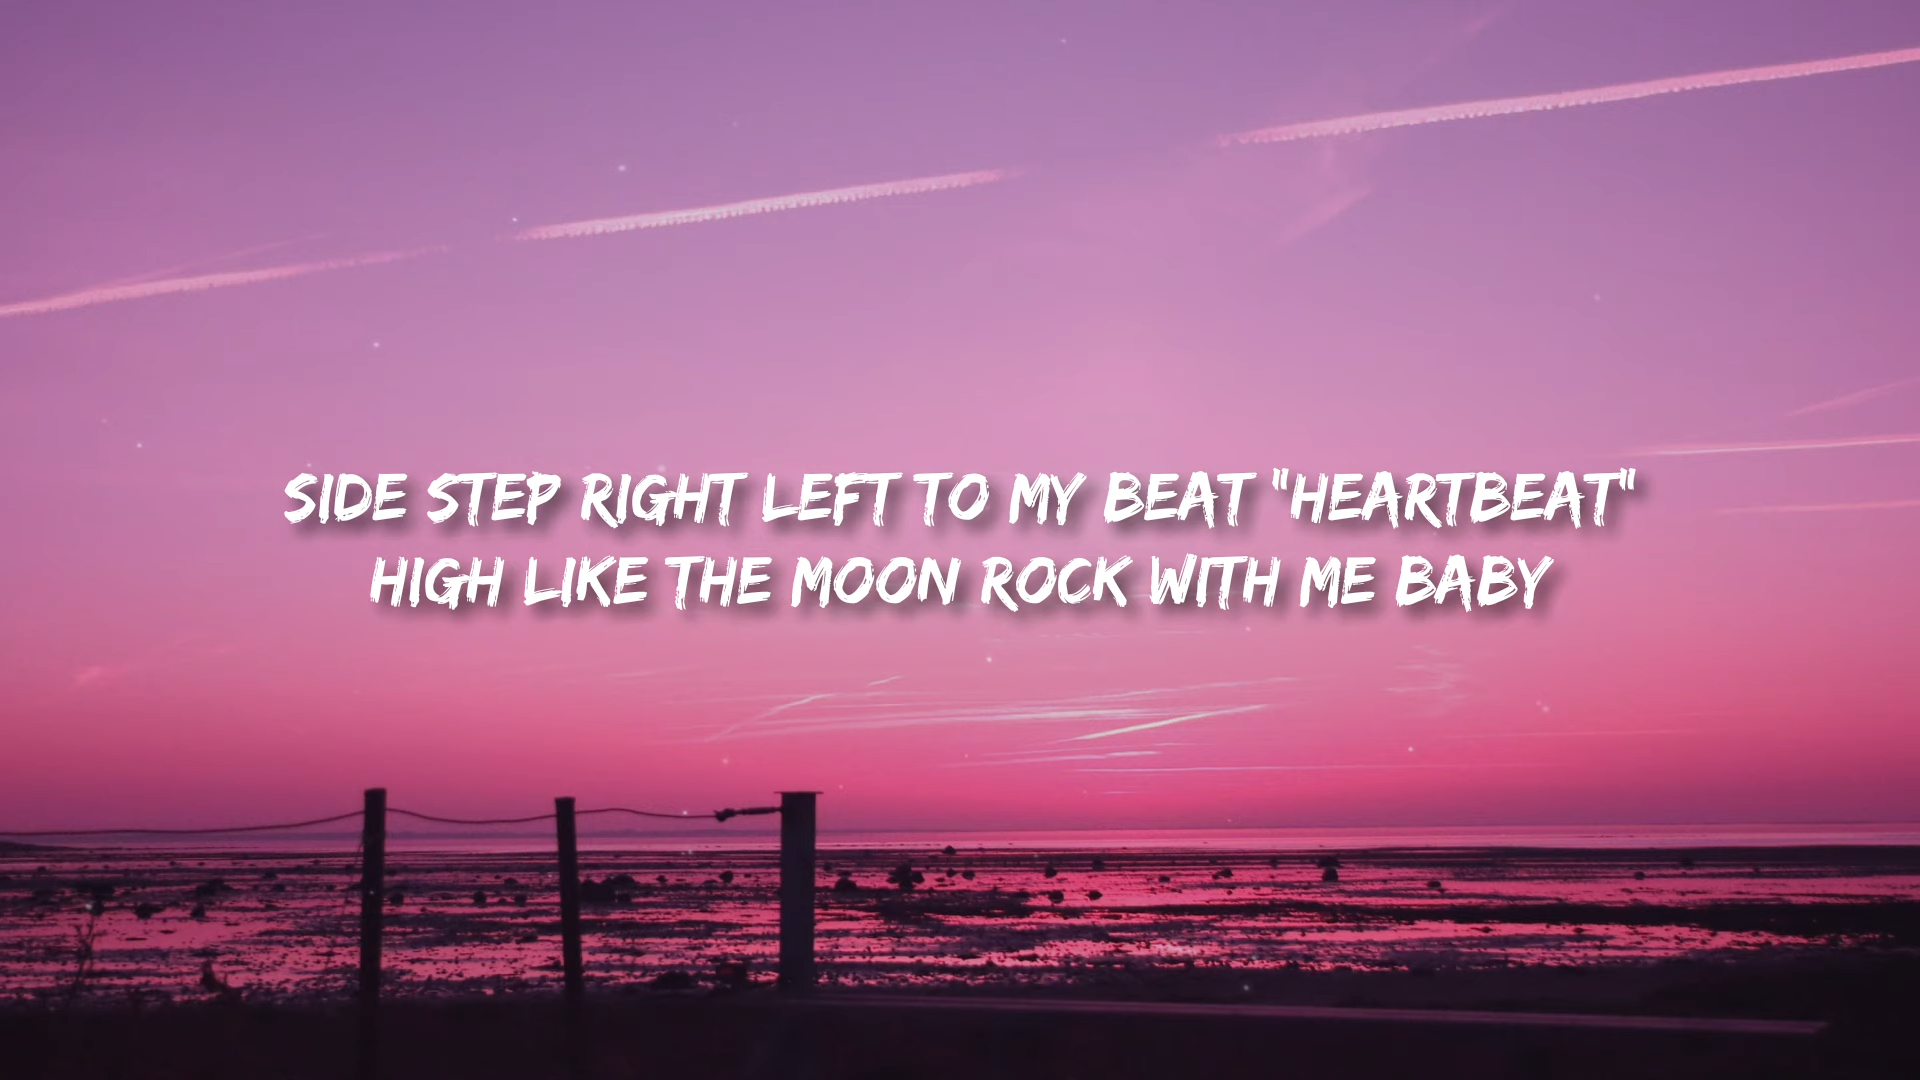 SIDE STEP RIGHT LEFT TO MY BEAT "HEARTBEAT"
HIGH LIKE THE MOON ROCK WITH ME BABY